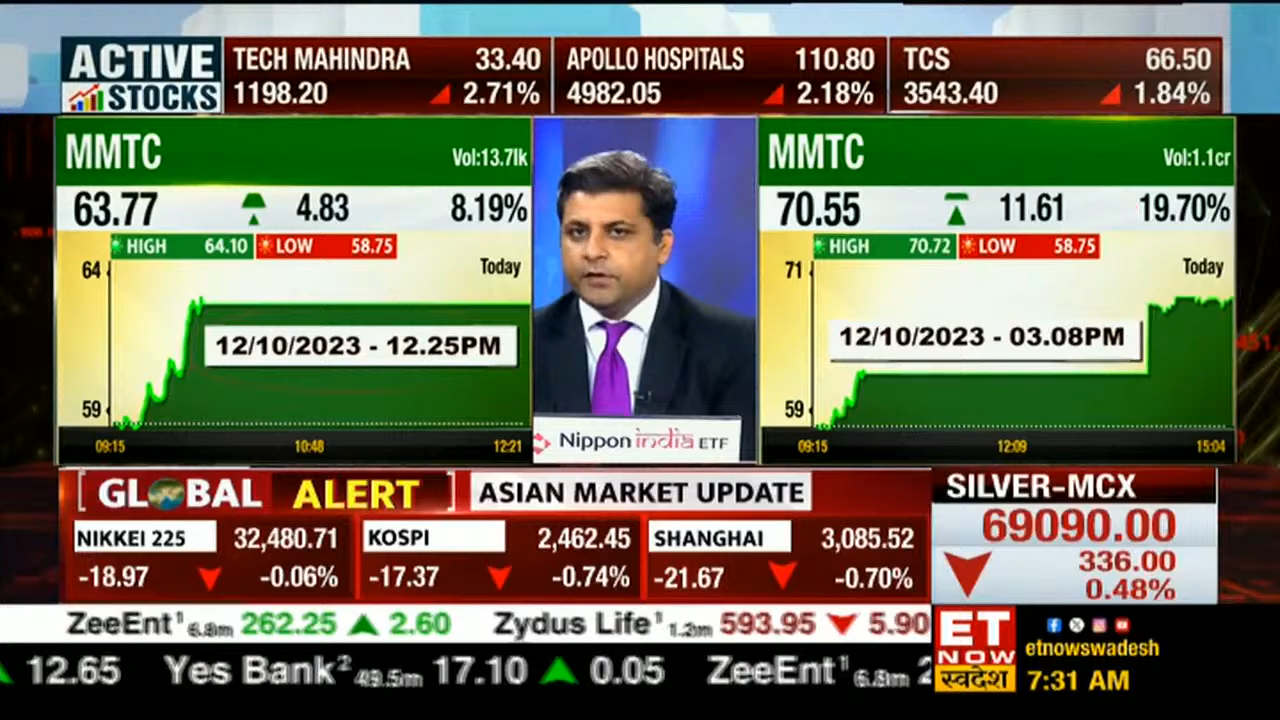 ACTIVE
STOCKS
TECH MAHINDRA 33.40
1198.20 2.71%
APOLLO HOSPITALS 110.80
4982.05 2.18%
TCS 66.50
3543.40 1.84%
MMTC
Vol:13.7lk
63.77 4.83 8.19%
HIGH 64.10 LOW 58.75
Today
64
12/10/2023 - 12.25PM
59
09:15 10:48 12:21
Nippon india ETF
MMTC
Vol:1.1cr
70.55 11.61 19.70%
HIGH 70.72 LOW 58.75
Today
71
12/10/2023 - 03.08PM
59
09:15 12:09 15:04
GLOBAL ALERT
ASIAN MARKET UPDATE
NIKKEI 225 32,480.71
-18.97 -0.06%
KOSPI 2,462.45
-17.37 -0.74%
SHANGHAI 3,085.52
-21.67 -0.70%
SILVER-MCX
69090.00
336.00
0.48%
ZeeEnt¹ 6.8m 262.25 2.60 Zydus Life¹ 1.2m 593.95 5.90
12.65 Yes Bank² 49.5m 17.10 0.05 ZeeEnt¹ 6.8m 2
ET
NOW
स्वदेश
etnowswadesh
7:31 AM